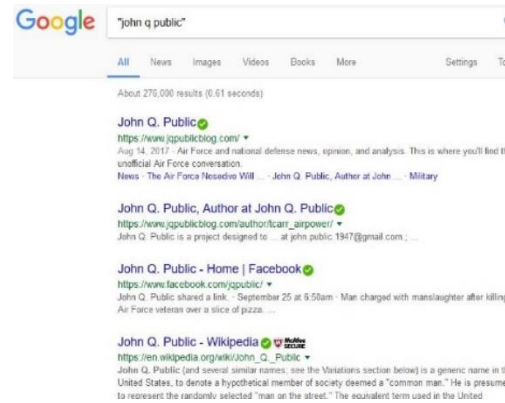 Google
"john q public"
All News Images Videos Books More Settings To
About 276,000 results (0.61 seconds)
John Q. Public
https://www.jqpublicblog.com/
Aug 14, 2017 - Air Force and national defense news, opinion, and analysis. This is where you'll find th
unofficial Air Force conversation.
News · The Air Force Nosedive Will ... · John Q. Public, Author at John ... · Military
John Q. Public, Author at John Q. Public
https://www.jqpublicblog.com/author/tcarr_airpower/
John Q. Public is a project designed to ... at john.public.1947@gmail.com ; ...
John Q. Public - Home | Facebook
https://www.facebook.com/jqpublic/
John Q. Public shared a link. · September 25 at 6:50am · Man charged with manslaughter after killing
Air Force veteran over a slice of pizza. ...
John Q. Public - Wikipedia McAfee SECURE
https://en.wikipedia.org/wiki/John_Q._Public
John Q. Public (and several similar names; see the Variations section below) is a generic name in th
United States, to denote a hypothetical member of society deemed a "common man." He is presume
to represent the randomly selected "man on the street." The equivalent term used in the United